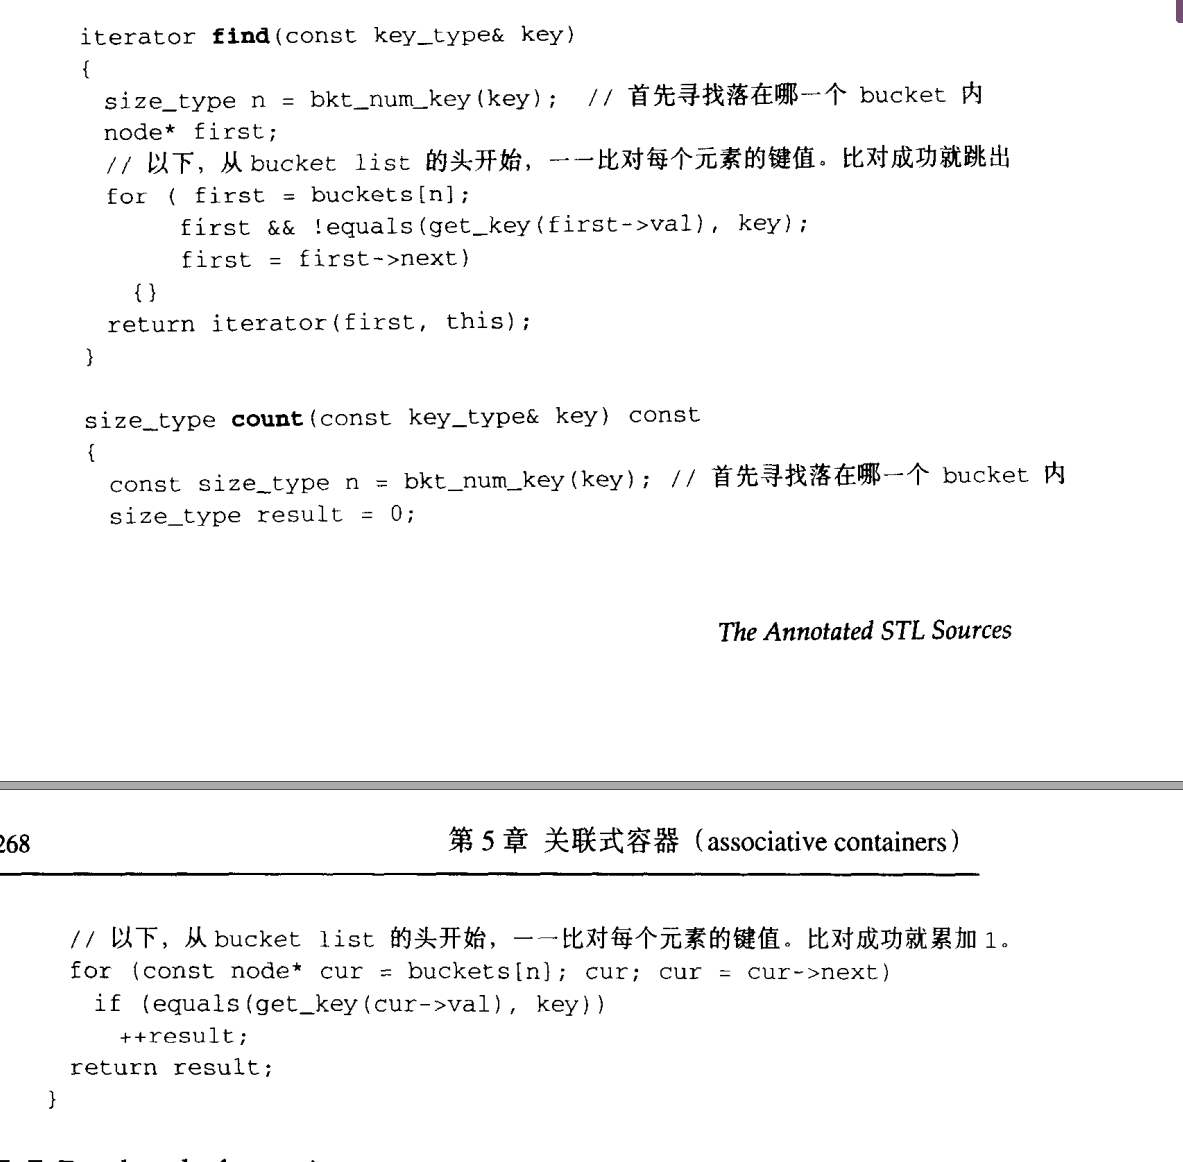 iterator find(const key_type& key)
{
size_type n = bkt_num_key(key); // 首先寻找落在哪一个 bucket 内
node* first;
// 以下，从 bucket list 的头开始，一一比对每个元素的键值。比对成功就跳出
for ( first = buckets[n];
first && !equals(get_key(first->val), key);
first = first->next)
{}
return iterator(first, this);
}
size_type count(const key_type& key) const
{
const size_type n = bkt_num_key(key); // 首先寻找落在哪一个 bucket 内
size_type result = 0;
The Annotated STL Sources
268 第 5 章 关联式容器（associative containers）
// 以下，从 bucket list 的头开始，一一比对每个元素的键值。比对成功就累加 1。
for (const node* cur = buckets[n]; cur; cur = cur->next)
if (equals(get_key(cur->val), key))
++result;
return result;
}